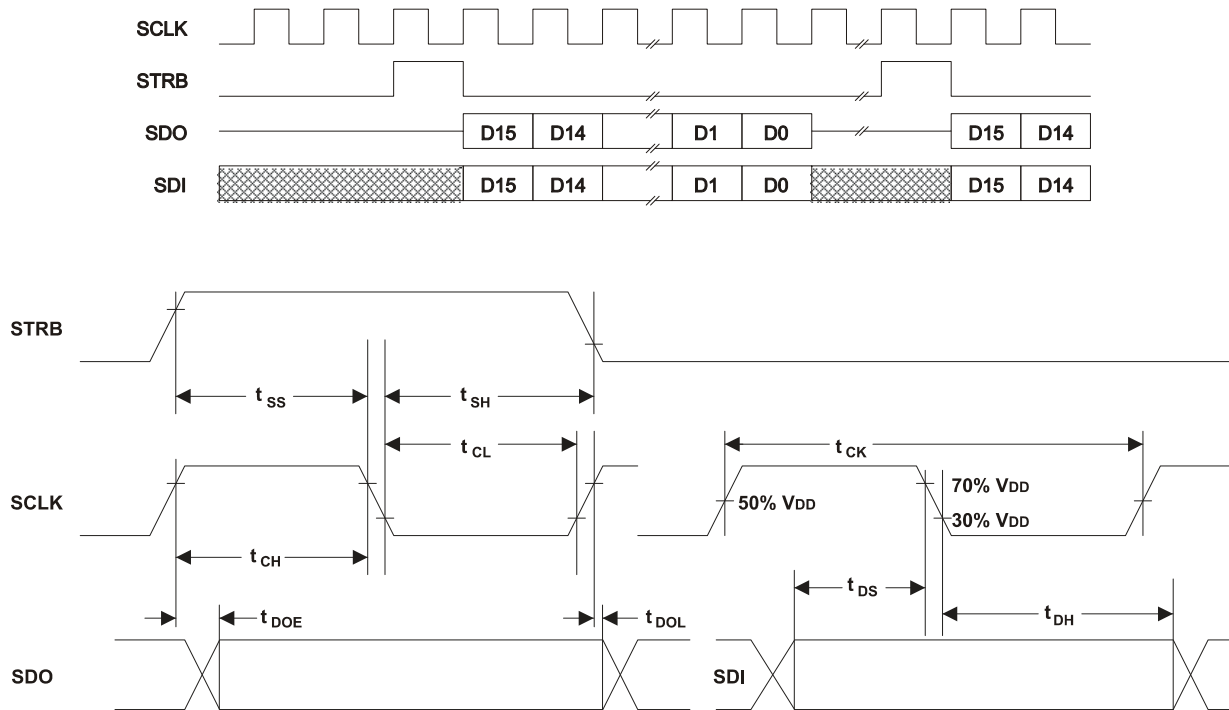 SCLK
STRB
SDO D15 D14 D1 D0 D15 D14
SDI D15 D14 D1 D0 D15 D14
STRB
t SS t SH
t CL t CK
SCLK 50% VDD 70% VDD
30% VDD
t CH
t DS
t DOE t DOL t DH
SDO SDI